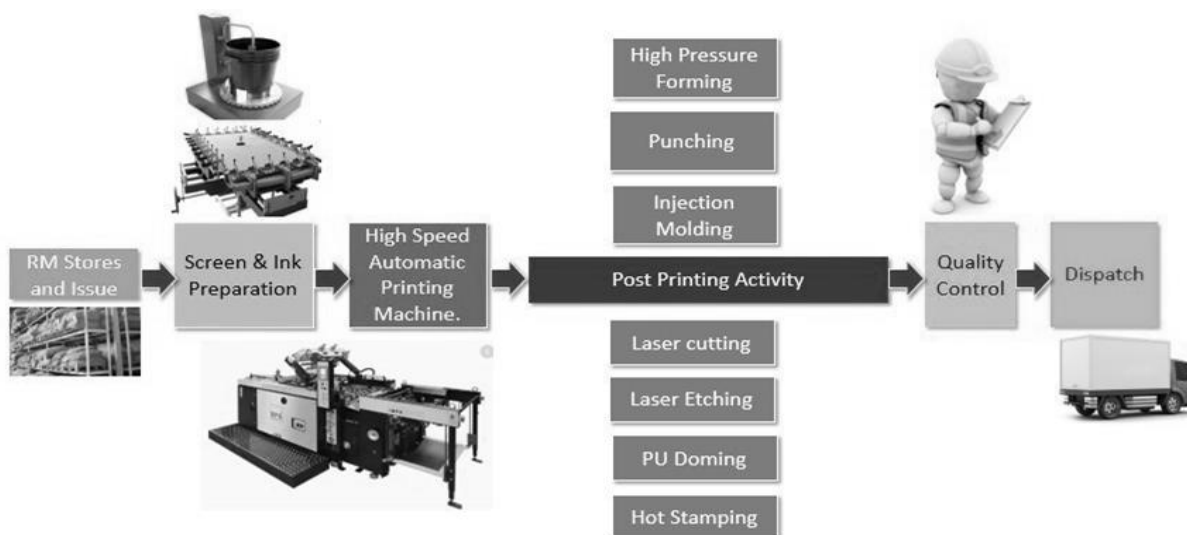 High Pressure
Forming
Punching
Injection
Molding
RM Stores
and Issue
Screen & Ink
Preparation
High Speed
Automatic
Printing
Machine.
Post Printing Activity
Quality
Control
Dispatch
Laser cutting
Laser Etching
PU Doming
Hot Stamping